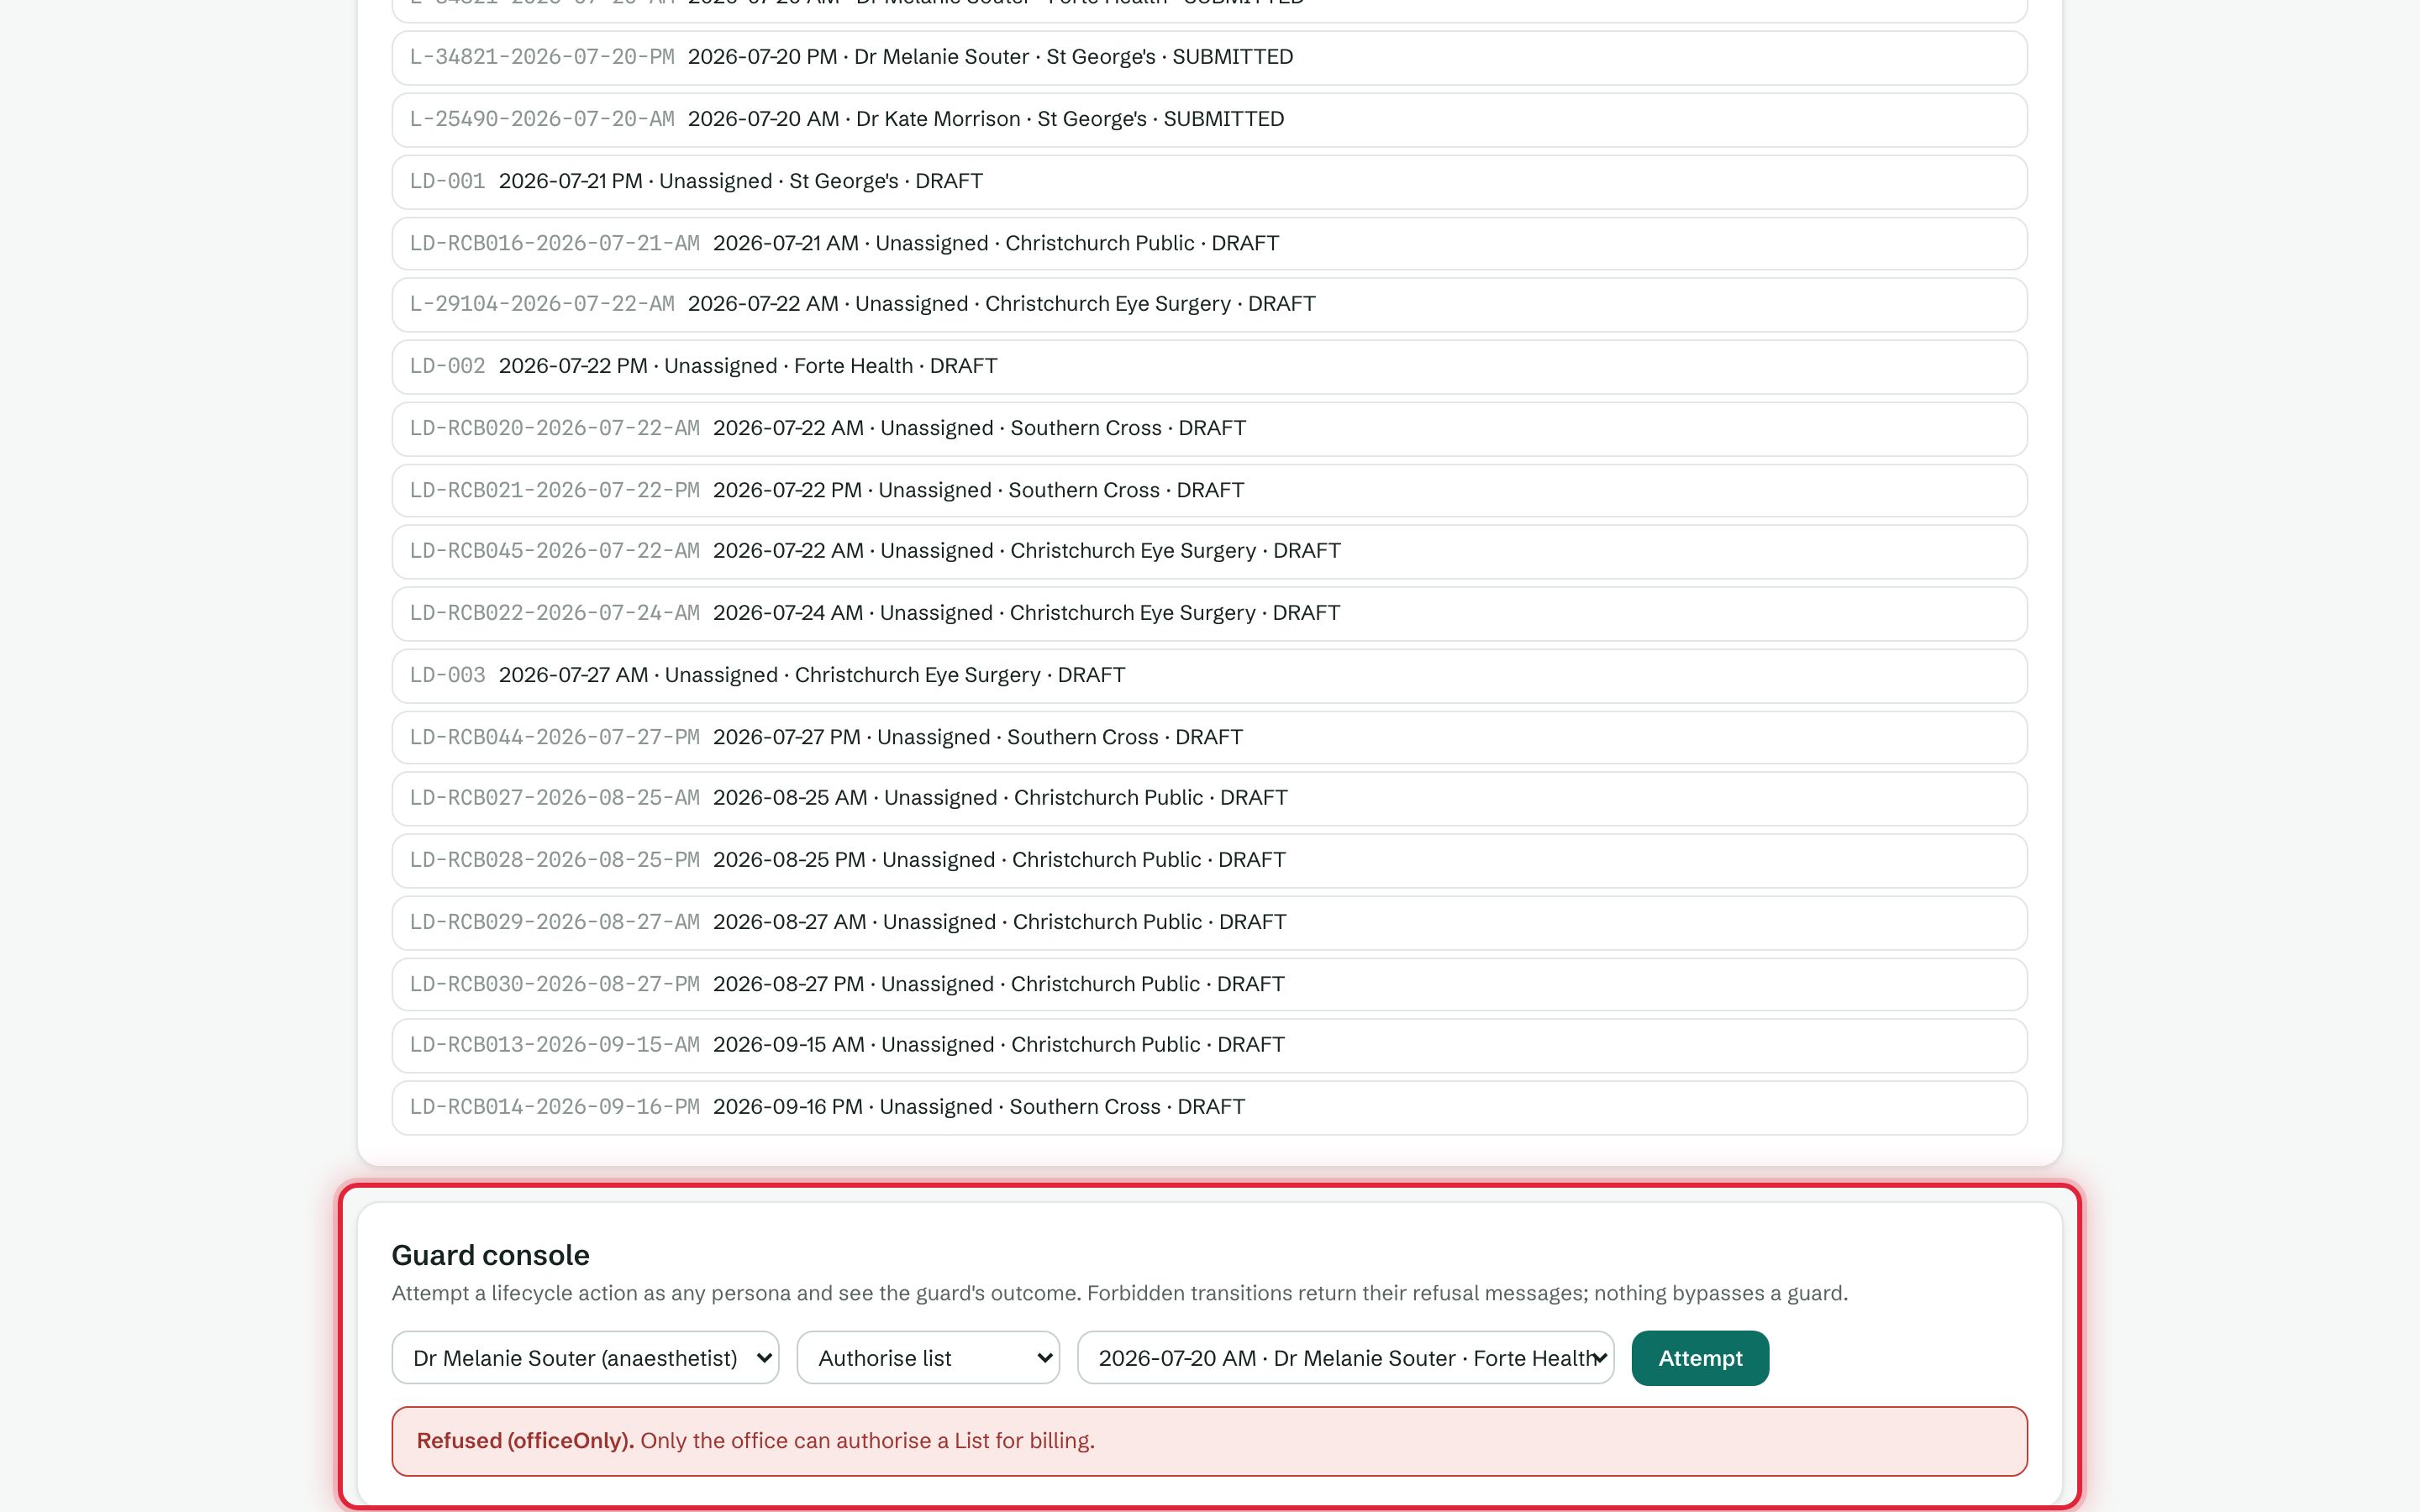 L-34821-2026-07-20-AM 2026-07-20 AM · Dr Melanie Souter · Forte Health · SUBMITTED
L-34821-2026-07-20-PM 2026-07-20 PM · Dr Melanie Souter · St George's · SUBMITTED
L-25490-2026-07-20-AM 2026-07-20 AM · Dr Kate Morrison · St George's · SUBMITTED
LD-001 2026-07-21 PM · Unassigned · St George's · DRAFT
LD-RCB016-2026-07-21-AM 2026-07-21 AM · Unassigned · Christchurch Public · DRAFT
L-29104-2026-07-22-AM 2026-07-22 AM · Unassigned · Christchurch Eye Surgery · DRAFT
LD-002 2026-07-22 PM · Unassigned · Forte Health · DRAFT
LD-RCB020-2026-07-22-AM 2026-07-22 AM · Unassigned · Southern Cross · DRAFT
LD-RCB021-2026-07-22-PM 2026-07-22 PM · Unassigned · Southern Cross · DRAFT
LD-RCB045-2026-07-22-AM 2026-07-22 AM · Unassigned · Christchurch Eye Surgery · DRAFT
LD-RCB022-2026-07-24-AM 2026-07-24 AM · Unassigned · Christchurch Eye Surgery · DRAFT
LD-003 2026-07-27 AM · Unassigned · Christchurch Eye Surgery · DRAFT
LD-RCB044-2026-07-27-PM 2026-07-27 PM · Unassigned · Southern Cross · DRAFT
LD-RCB027-2026-08-25-AM 2026-08-25 AM · Unassigned · Christchurch Public · DRAFT
LD-RCB028-2026-08-25-PM 2026-08-25 PM · Unassigned · Christchurch Public · DRAFT
LD-RCB029-2026-08-27-AM 2026-08-27 AM · Unassigned · Christchurch Public · DRAFT
LD-RCB030-2026-08-27-PM 2026-08-27 PM · Unassigned · Christchurch Public · DRAFT
LD-RCB013-2026-09-15-AM 2026-09-15 AM · Unassigned · Christchurch Public · DRAFT
LD-RCB014-2026-09-16-PM 2026-09-16 PM · Unassigned · Southern Cross · DRAFT
Guard console
Attempt a lifecycle action as any persona and see the guard's outcome. Forbidden transitions return their refusal messages; nothing bypasses a guard.
Dr Melanie Souter (anaesthetist) Authorise list 2026-07-20 AM · Dr Melanie Souter · Forte Health Attempt
Refused (officeOnly). Only the office can authorise a List for billing.